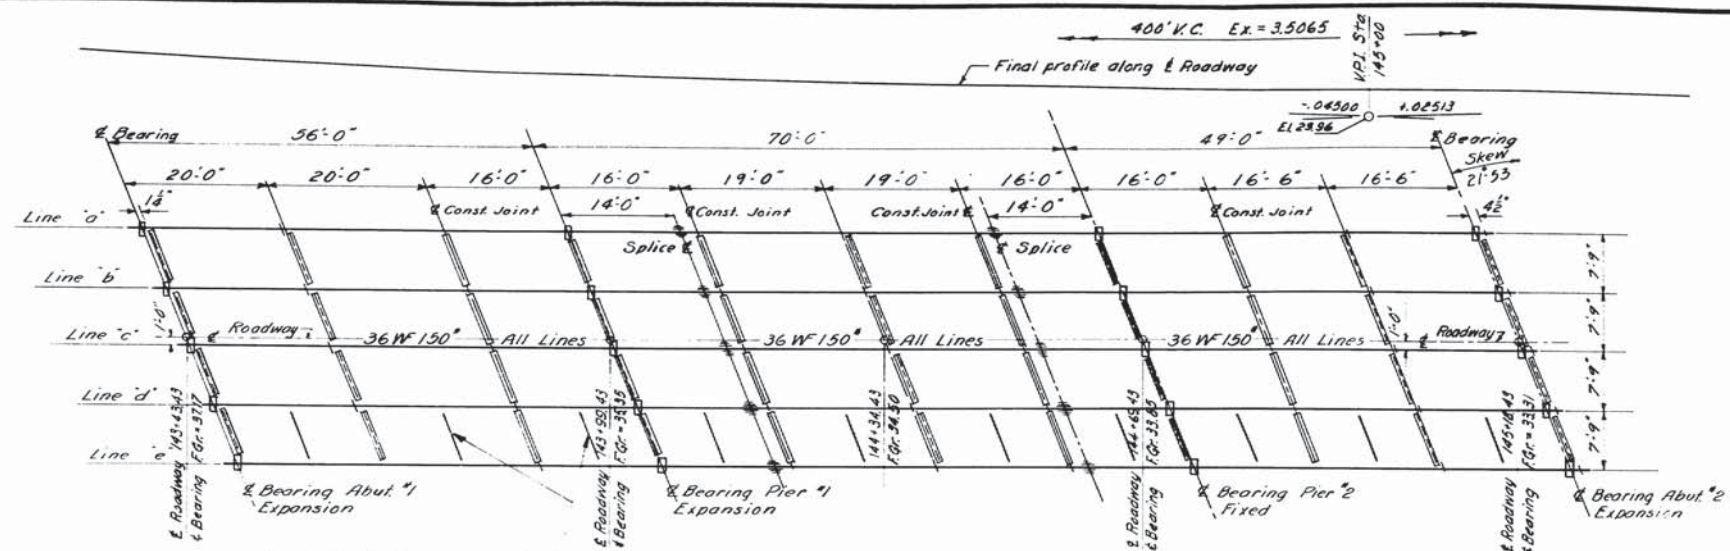 400' V.C. Ex. = 3.5065
V.P.I. Sta.
145+00
Final profile along ℄ Roadway
-.04500 +.02513
℄ Bearing 56'-0" 70'-0" 49'-0" ℄ Bearing
Skew
21°53'
20'-0" 20'-0" 16'-0" 16'-0" 19'-0" 19'-0" 16'-0" 16'-0" 16'-6" 16'-6"
1¼" 4½"
℄ Const. Joint 14'-0" ℄ Const. Joint Const. Joint ℄ 14'-0" ℄ Const. Joint
Line "a"
Splice ℄ ℄ Splice
7'-9"
Line "b"
7'-9"
1'-0" 1'-0"
Line "c" ℄ Roadway 36 WF 150# All Lines 36 WF 150# All Lines 36 WF 150# All Lines ℄ Roadway
7'-9"
Line "d"
7'-9"
Line "e"
℄ Roadway 143+43.43
℄ Bearing F.Gr.=37.17
℄ Roadway 143+99.43
℄ Bearing F.Gr.=35.35
144+34.43
F.Gr. 34.50
℄ Roadway 144+69.43
℄ Bearing F.Gr. 33.85
℄ Roadway 145+18.43
℄ Bearing F.Gr.=33.31
℄ Bearing Abut. #1
Expansion
℄ Bearing Pier #1
Expansion
℄ Bearing Pier #2
Fixed
℄ Bearing Abut #2
Expansion